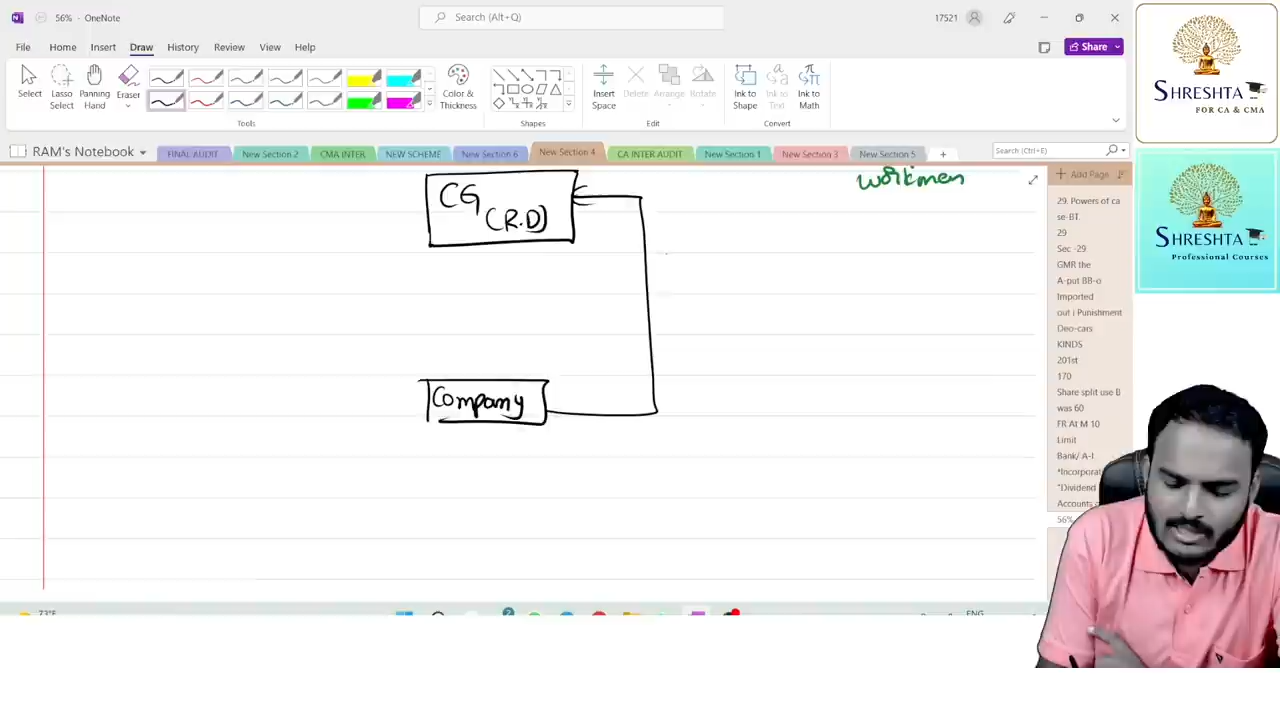 56% - OneNote
Search (Alt+Q)
17521
File Home Insert Draw History Review View Help
Share
Select
Lasso Select
Panning Hand
Eraser
Color & Thickness
Insert Space
Delete
Arrange
Rotate
Ink to Shape
Ink to Text
Ink to Math
Tools
Shapes
Edit
Convert
RAM's Notebook
FINAL AUDIT
New Section 2
CMA INTER
NEW SCHEME
New Section 6
New Section 4
CA INTER AUDIT
New Section 1
New Section 3
New Section 5
Search (Ctrl+E)
workmen
CG
(R.D)
Company
Add Page
29. Powers of ca
se-BT.
29
Sec -29
GMR the
A-put BB-o
Imported
out i Punishment
Deo-cars
KINDS
201st
170
Share split use B
was 60
FR At M 10
Limit
Bank/ A-I
*Incorporat
"Dividend
Accounts
56%
73°F
ENG
SHRESHTA
FOR CA & CMA
SHRESHTA
Professional Courses